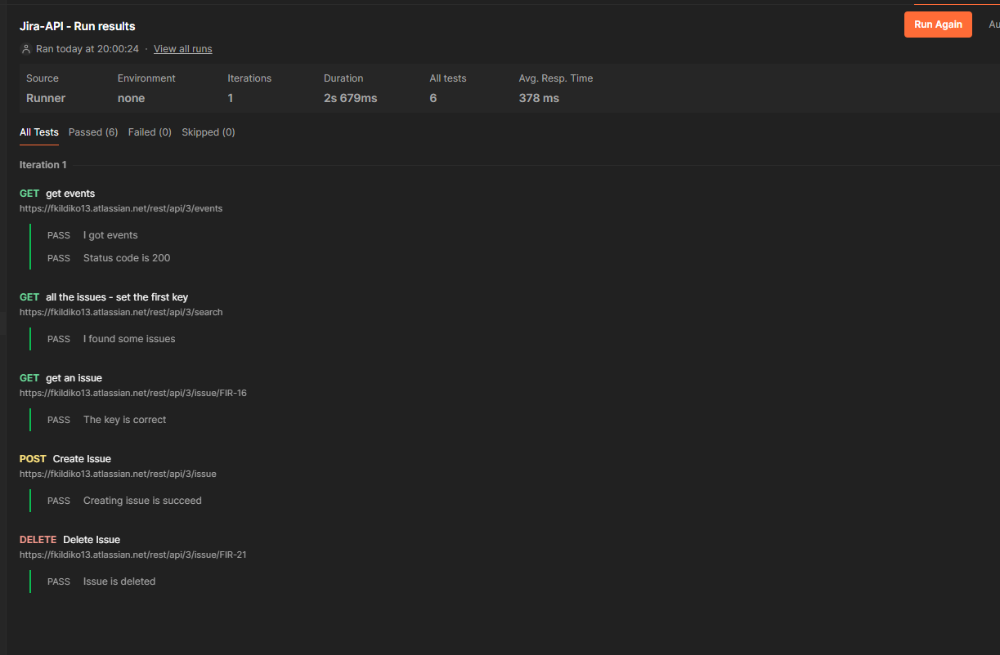 Jira-API - Run results
Run Again
Au
Ran today at 20:00:24 · View all runs
Source Environment Iterations Duration All tests Avg. Resp. Time
Runner none 1 2s 679ms 6 378 ms
All Tests Passed (6) Failed (0) Skipped (0)
Iteration 1
GET get events
https://fkildiko13.atlassian.net/rest/api/3/events
PASS I got events
PASS Status code is 200
GET all the issues - set the first key
https://fkildiko13.atlassian.net/rest/api/3/search
PASS I found some issues
GET get an issue
https://fkildiko13.atlassian.net/rest/api/3/issue/FIR-16
PASS The key is correct
POST Create Issue
https://fkildiko13.atlassian.net/rest/api/3/issue
PASS Creating issue is succeed
DELETE Delete Issue
https://fkildiko13.atlassian.net/rest/api/3/issue/FIR-21
PASS Issue is deleted